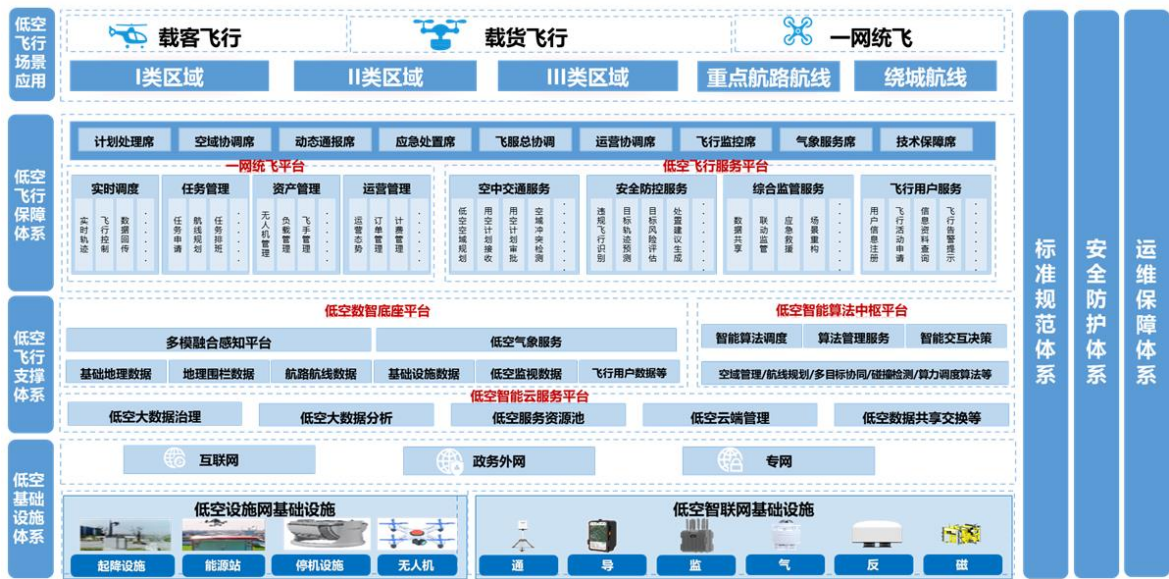 低空飞行场景应用
载客飞行
载货飞行
一网统飞
I类区域
II类区域
III类区域
重点航路航线
绕城航线
低空飞行保障体系
计划处理席
空域协调席
动态通报席
应急处置席
飞服总协调
运营协调席
飞行监控席
气象服务席
技术保障席
一网统飞平台
实时调度
任务管理
资产管理
运营管理
实时轨迹
飞行控制
数据回传
......
任务申请
航线规划
任务排班
......
无人机管理
负载管理
飞手管理
......
运营态势
订单管理
计费管理
......
低空飞行服务平台
空中交通服务
安全防控服务
综合监管服务
飞行用户服务
低空空域规划
用空计划接收
用空计划审批
空域冲突检测
......
违规飞行识别
目标轨迹预测
目标风险评估
处置建议生成
......
数据共享
联动监管
应急救援
场景重构
......
用户信息注册
飞行活动申请
信息资料查询
飞行告警提示
......
低空飞行支撑体系
低空数智底座平台
多模融合感知平台
低空气象服务
基础地理数据
地理围栏数据
航路航线数据
基础设施数据
低空监视数据
飞行用户数据等
低空智能算法中枢平台
智能算法调度
算法管理服务
智能交互决策
空域管理/航线规划/多目标协同/碰撞检测/算力调度算法等
低空智能云服务平台
低空大数据治理
低空大数据分析
低空服务资源池
低空云端管理
低空数据共享交换等
低空基础设施体系
互联网
政务外网
专网
低空设施网基础设施
起降设施
能源站
停机设施
无人机
低空智联网基础设施
通
导
监
气
反
磁
标准规范体系
安全防护体系
运维保障体系